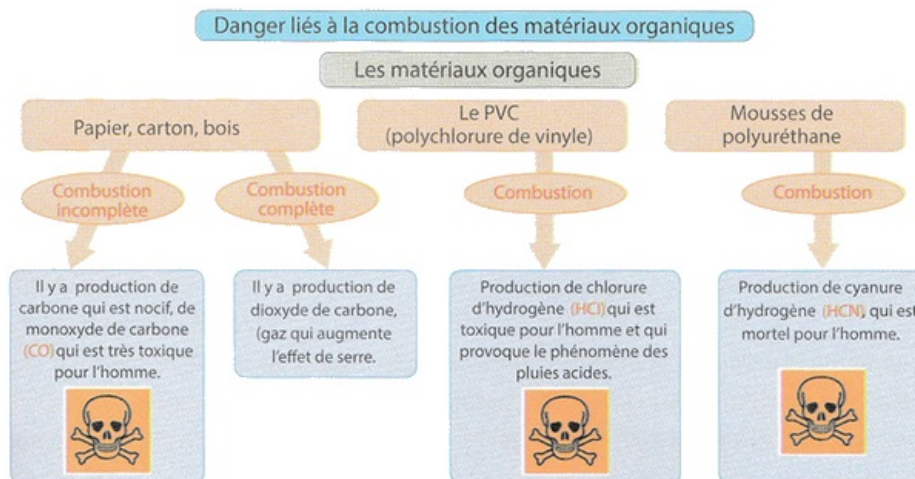 Danger liés à la combustion des matériaux organiques
Les matériaux organiques
Papier, carton, bois
Le PVC
(polychlorure de vinyle)
Mousses de
polyuréthane
Combustion
incomplète
Combustion
complète
Combustion
Combustion
Il y a production de
carbone qui est nocif, de
monoxyde de carbone
(CO) qui est très toxique
pour l'homme.
Il y a production de
dioxyde de carbone,
(gaz qui augmente
l'effet de serre.
Production de chlorure
d'hydrogène (HCl) qui est
toxique pour l'homme et qui
provoque le phénomène des
pluies acides.
Production de cyanure
d'hydrogène (HCN), qui est
mortel pour l'homme.